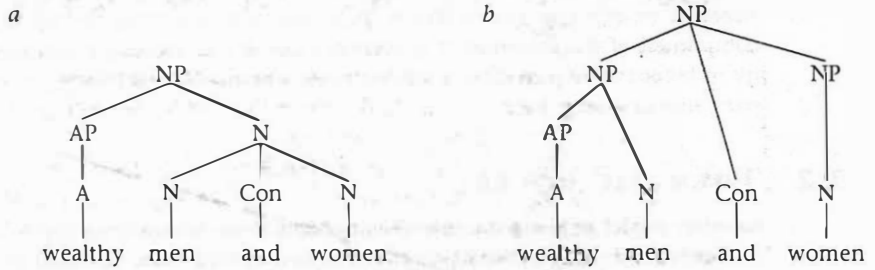 a b
NP
NP NP NP
AP N AP
A N Con N A N Con N
wealthy men and women wealthy men and women